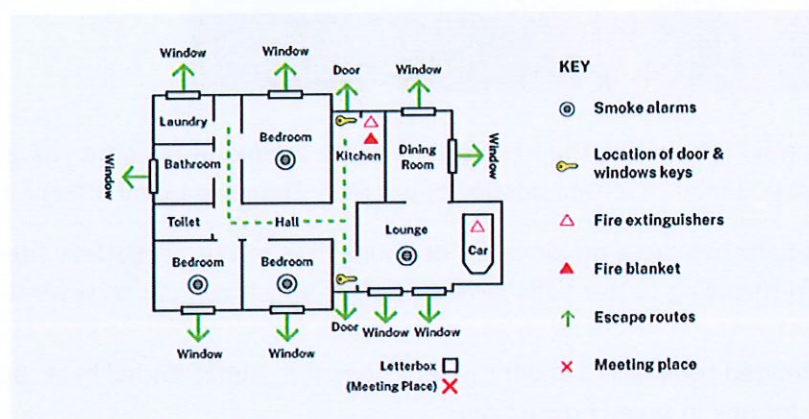 Window
Window
Door
Window
Laundry
Bedroom
Kitchen
Dining
Room
Window
Window
Bathroom
Toilet
Hall
Lounge
Car
Bedroom
Bedroom
Door
Window
Window
Window
Window
Letterbox
(Meeting Place)
KEY
Smoke alarms
Location of door &
windows keys
Fire extinguishers
Fire blanket
Escape routes
Meeting place